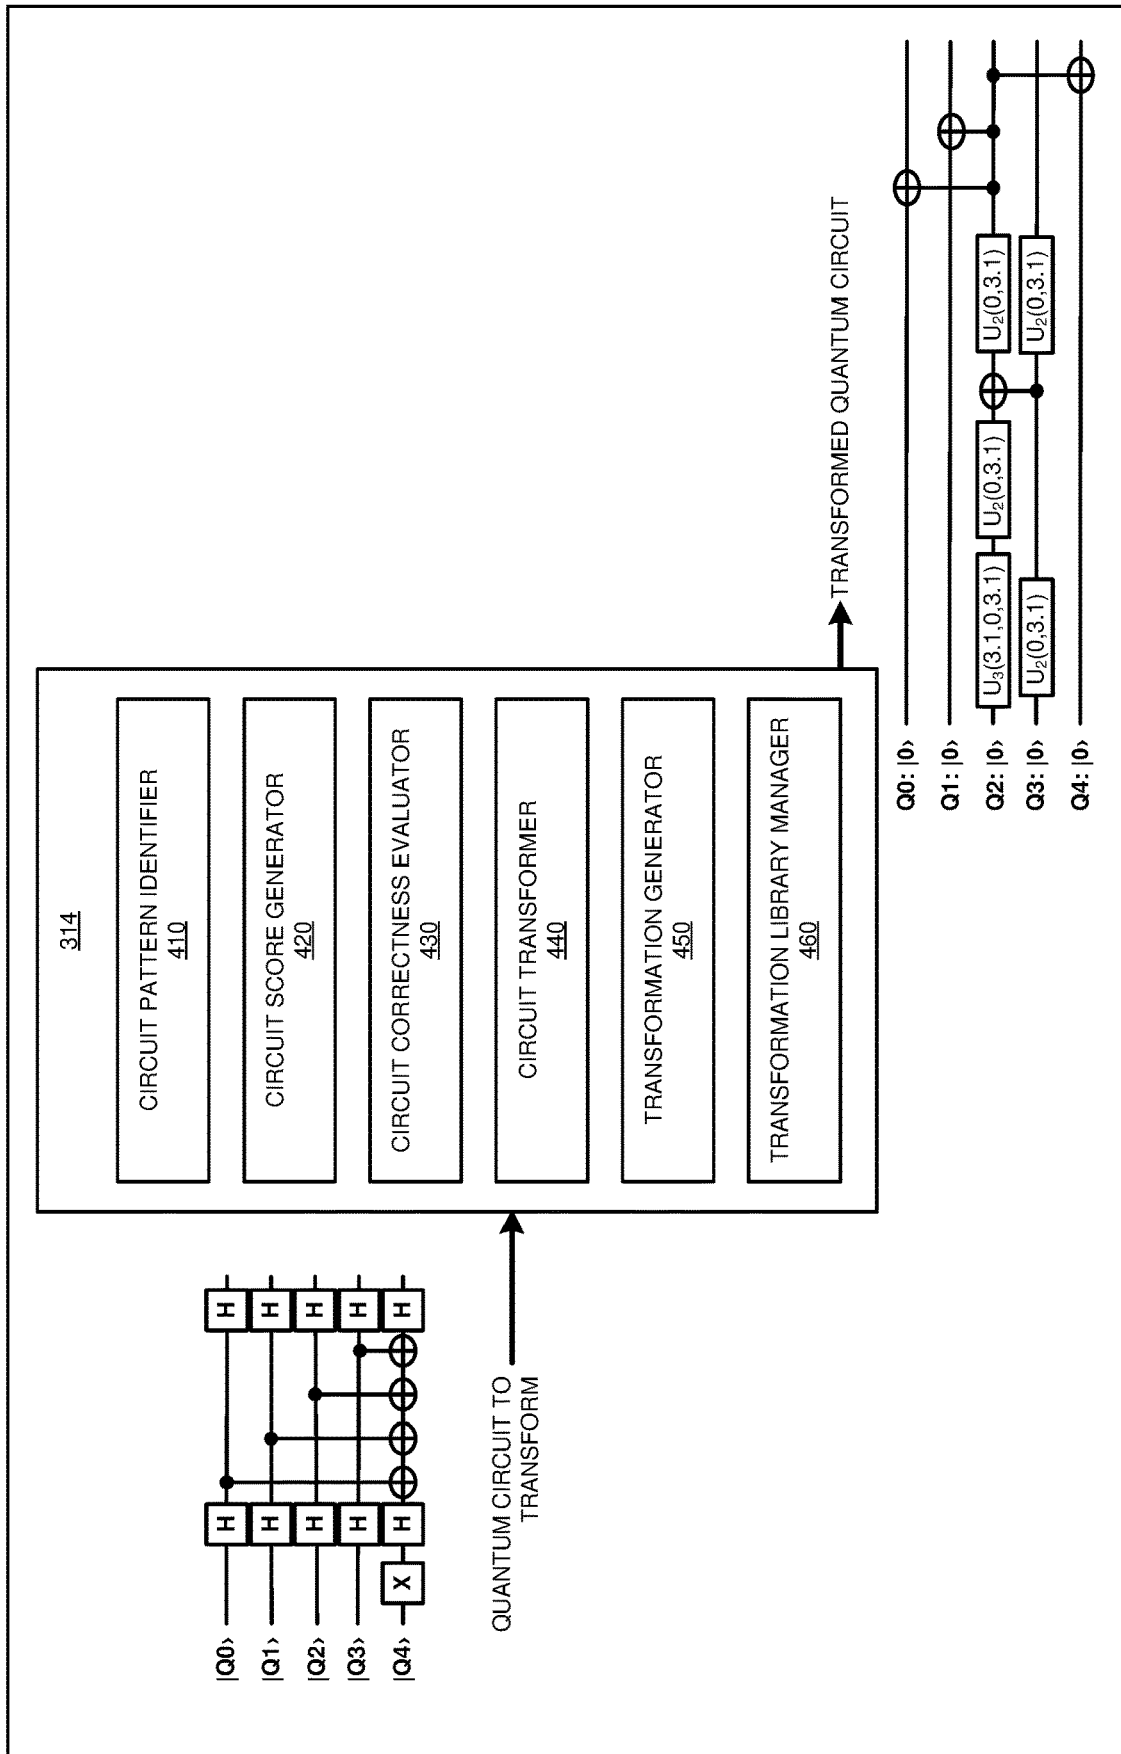 |Q0⟩ H H
|Q1⟩ H H
|Q2⟩ H H
|Q3⟩ H H
|Q4⟩ X H H
QUANTUM CIRCUIT TO
TRANSFORM
314
CIRCUIT PATTERN IDENTIFIER
410
CIRCUIT SCORE GENERATOR
420
CIRCUIT CORRECTNESS EVALUATOR
430
CIRCUIT TRANSFORMER
440
TRANSFORMATION GENERATOR
450
TRANSFORMATION LIBRARY MANAGER
460
TRANSFORMED QUANTUM CIRCUIT
Q0: |0⟩
Q1: |0⟩
Q2: |0⟩ U₃(3.1,0,3.1) U₂(0,3.1) U₂(0,3.1)
Q3: |0⟩ U₂(0,3.1) U₂(0,3.1)
Q4: |0⟩